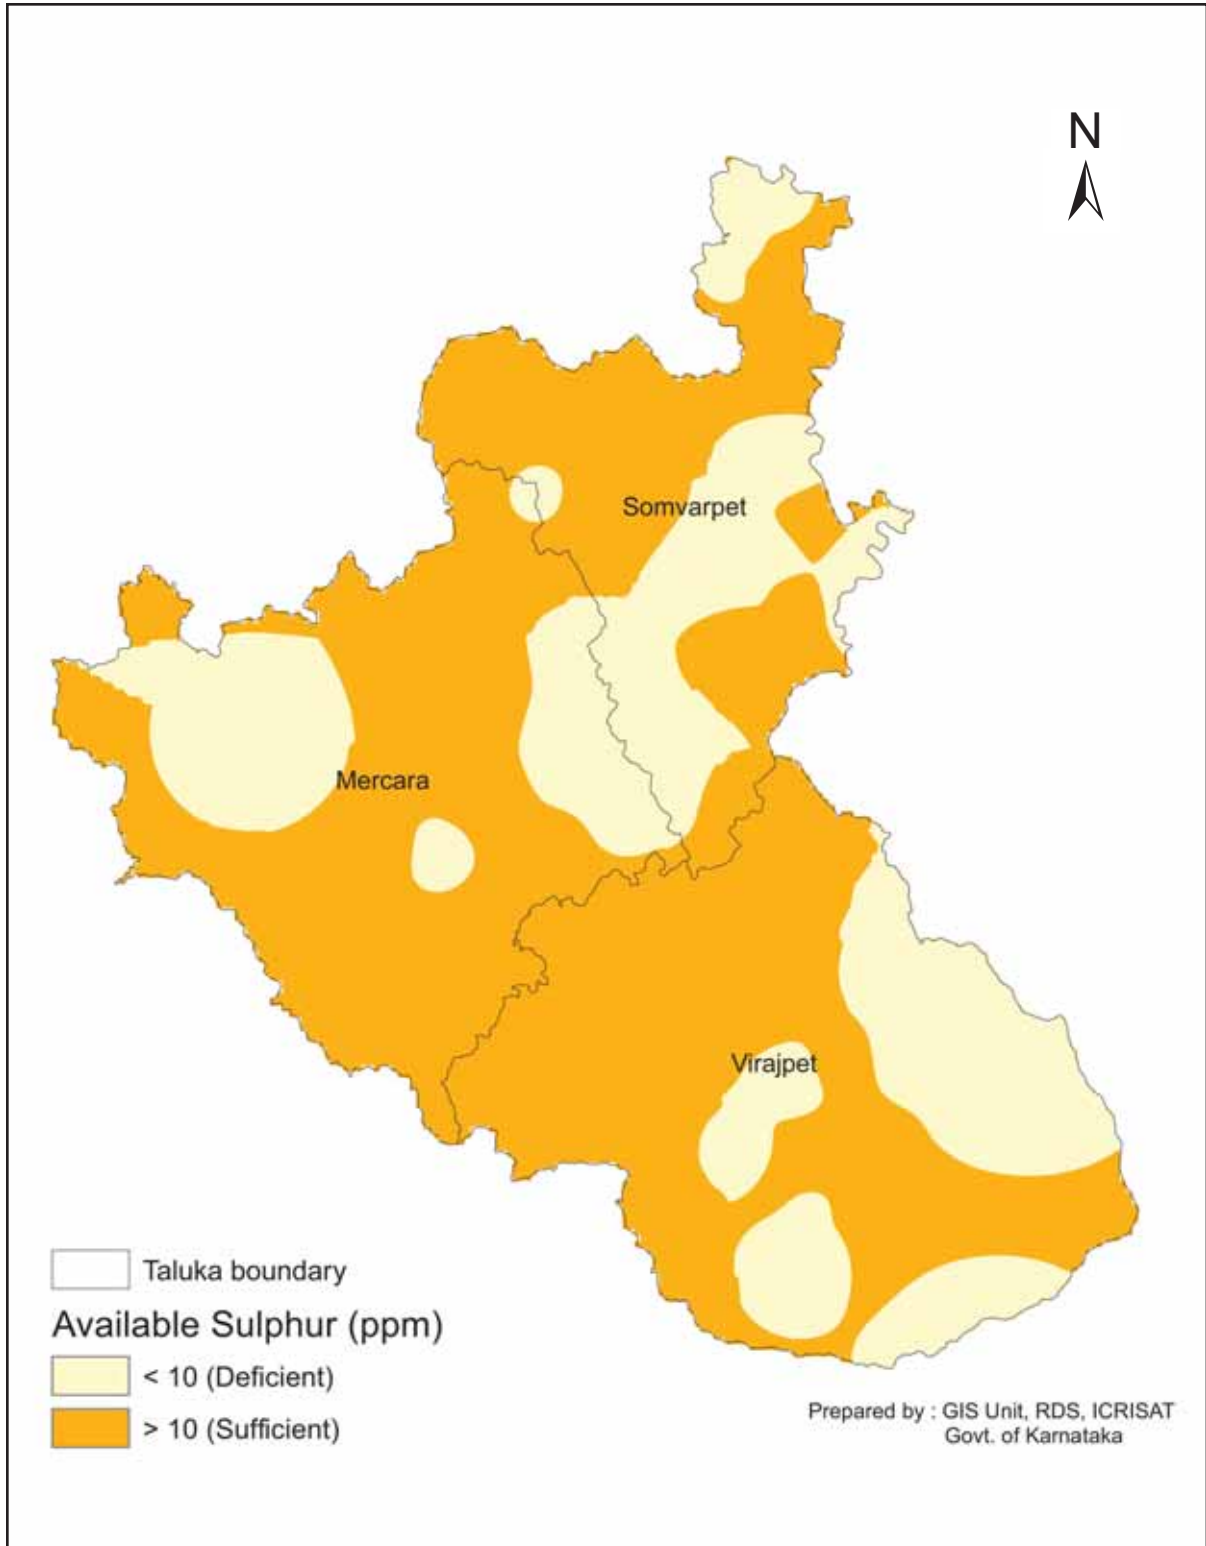 N
Somvarpet
Mercara
Virajpet
Taluka boundary
Available Sulphur (ppm)
< 10 (Deficient)
> 10 (Sufficient)
Prepared by : GIS Unit, RDS, ICRISAT
Govt. of Karnataka